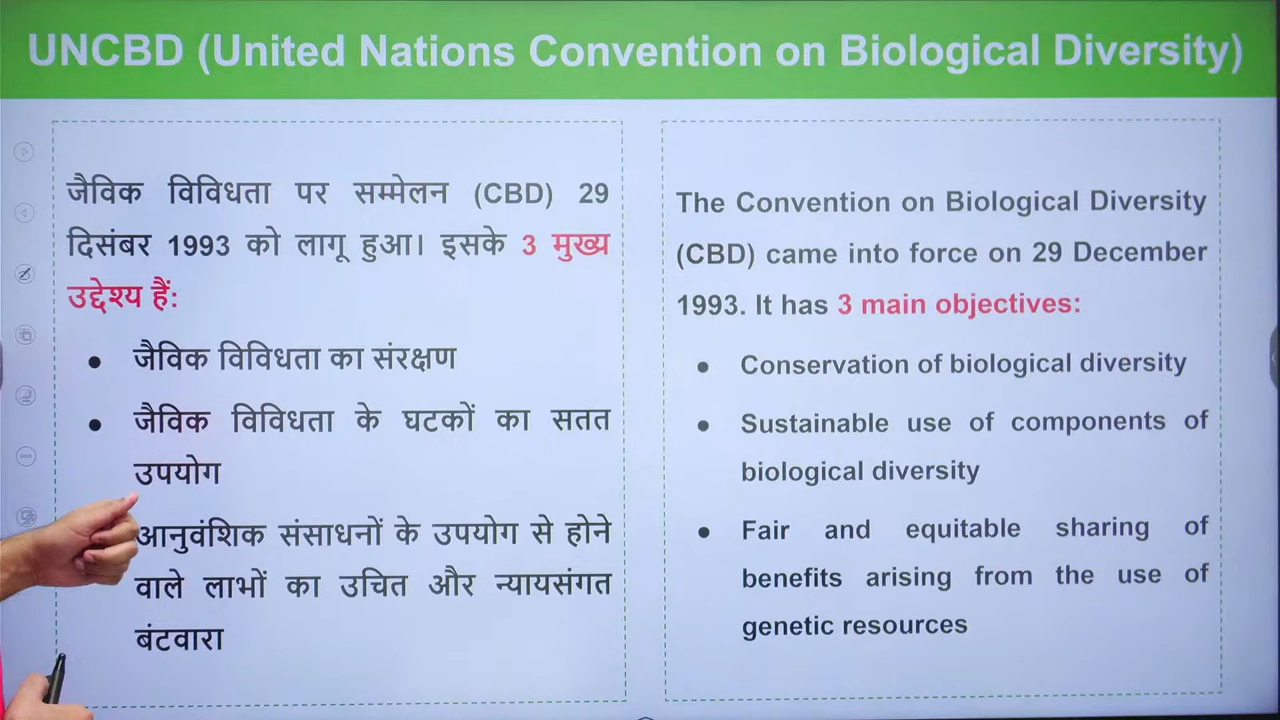 UNCBD (United Nations Convention on Biological Diversity)
जैविक विविधता पर सम्मेलन (CBD) 29
दिसंबर 1993 को लागू हुआ। इसके 3 मुख्य
उद्देश्य हैं:
● जैविक विविधता का संरक्षण
● जैविक विविधता के घटकों का सतत
उपयोग
आनुवंशिक संसाधनों के उपयोग से होने
वाले लाभों का उचित और न्यायसंगत
बंटवारा
The Convention on Biological Diversity
(CBD) came into force on 29 December
1993. It has 3 main objectives:
● Conservation of biological diversity
● Sustainable use of components of
biological diversity
● Fair and equitable sharing of
benefits arising from the use of
genetic resources